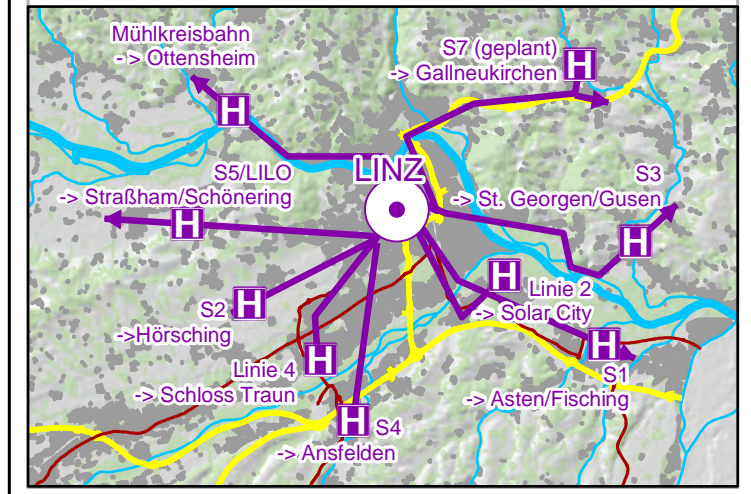 Mühlkreisbahn
- > Ottensheim
H
S7 (geplant)
-> Gallneukirchen
H
LINZ
S5/LILO
-> Straßham/Schönering
H
S3
-> St. Georgen/Gusen
H
S2
->Hörsching
H
Linie 2
-> Solar City
H
Linie 4
-> Schloss Traun
H
S1
-> Asten/Fisching
H
S4
-> Ansfelden
H